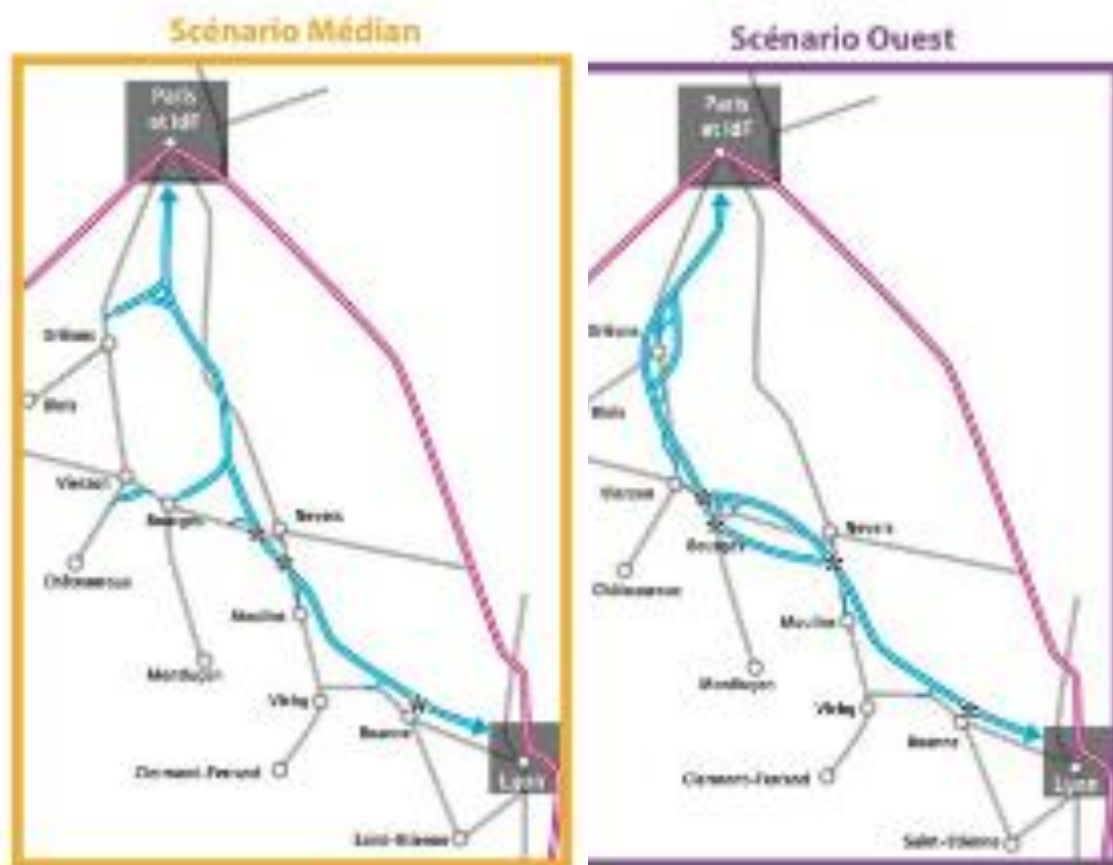 Scénario Médian
Paris
et IdF
Orléans
Blois
Vierzon
Bourges
Nevers
Châteauroux
Moulins
Montluçon
Vichy
Roanne
Clermont-Ferrand
Lyon
Saint-Etienne
Scénario Ouest
Paris
et IdF
Orléans
Blois
Vierzon
Bourges
Nevers
Châteauroux
Moulins
Montluçon
Vichy
Roanne
Clermont-Ferrand
Lyon
Saint-Etienne